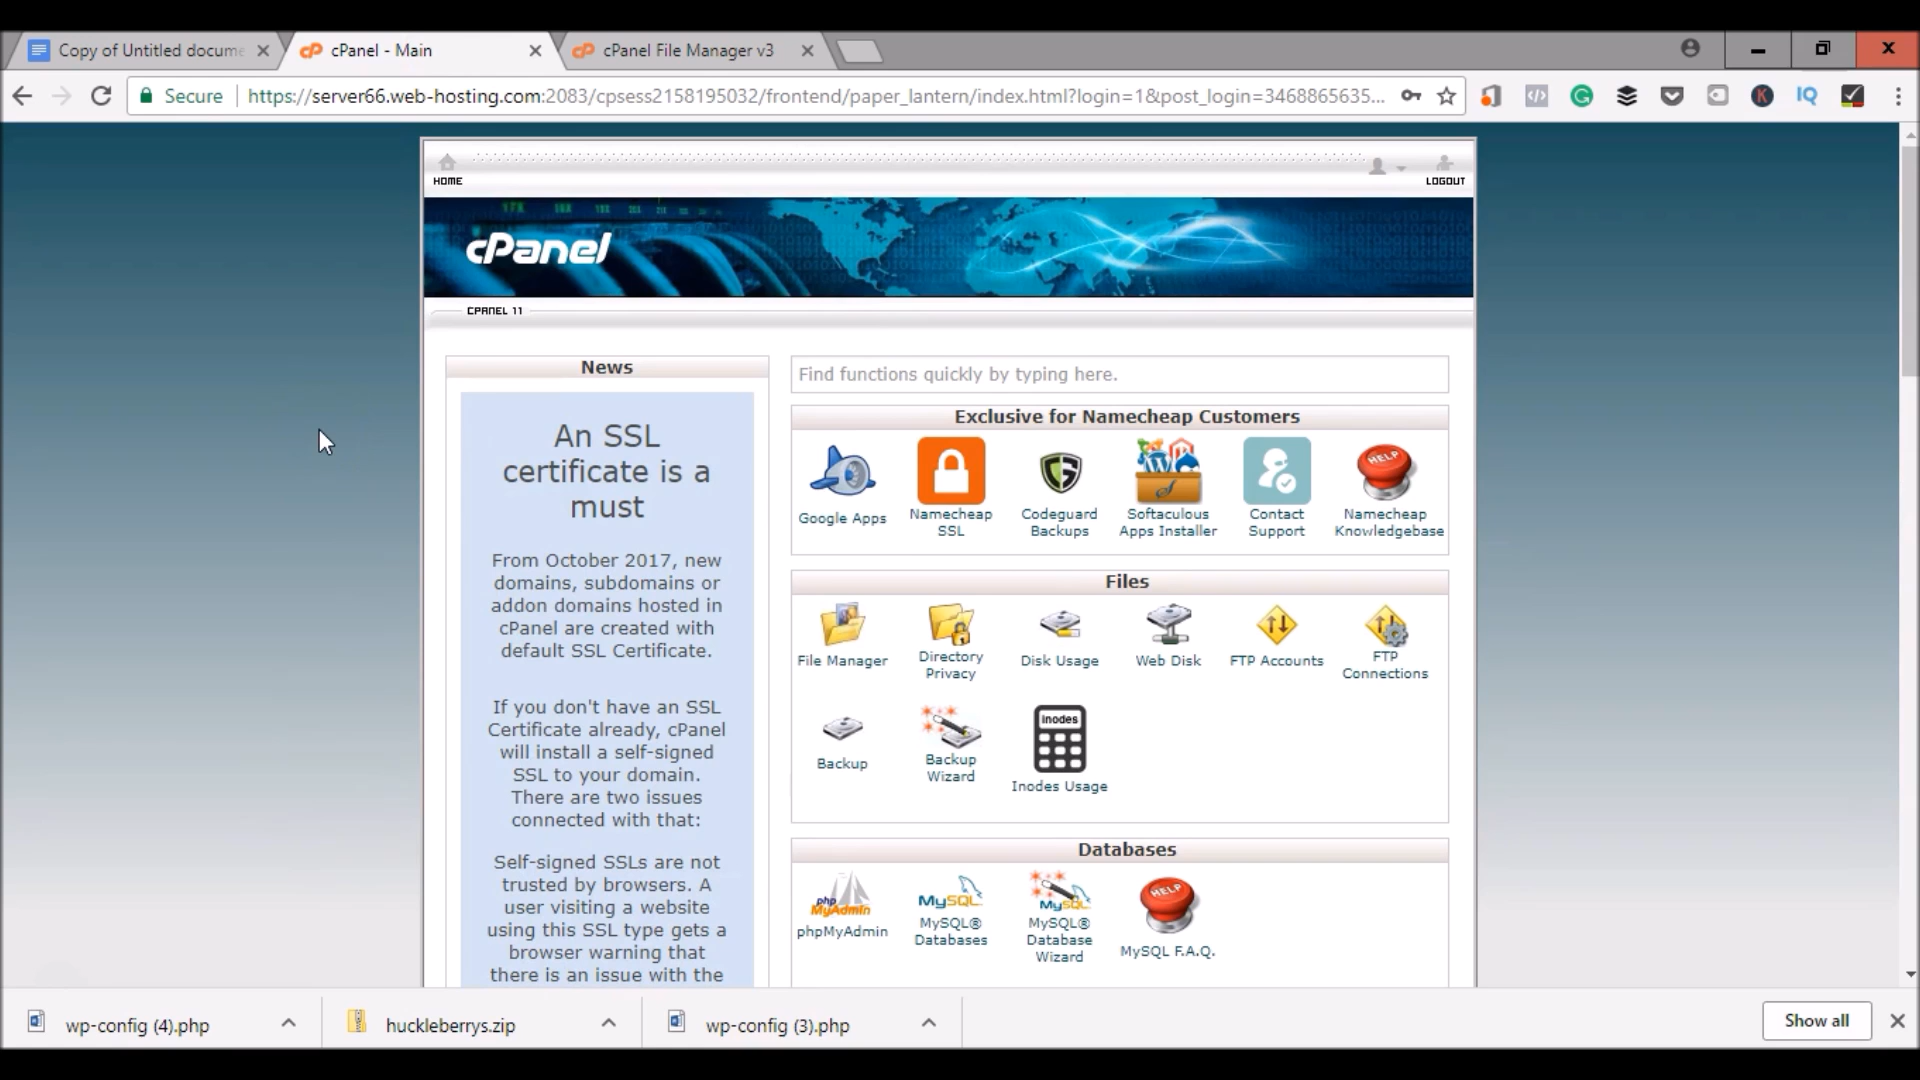 Copy of Untitled docume
cPanel - Main
cPanel File Manager v3
Secure
https://server66.web-hosting.com:2083/cpsess2158195032/frontend/paper_lantern/index.html?login=1&post_login=3468865635...
IQ
HOME
LOGOUT
cPanel
CPANEL 11
News
An SSL
certificate is a
must
From October 2017, new
domains, subdomains or
addon domains hosted in
cPanel are created with
default SSL Certificate.
If you don't have an SSL
Certificate already, cPanel
will install a self-signed
SSL to your domain.
There are two issues
connected with that:
Self-signed SSLs are not
trusted by browsers. A
user visiting a website
using this SSL type gets a
browser warning that
there is an issue with the
Find functions quickly by typing here.
Exclusive for Namecheap Customers
Google Apps
Namecheap
SSL
Codeguard
Backups
Softaculous
Apps Installer
Contact
Support
HELP
Namecheap
Knowledgebase
Files
File Manager
Directory
Privacy
Disk Usage
Web Disk
FTP Accounts
FTP
Connections
Backup
Backup
Wizard
inodes
Inodes Usage
Databases
php
MyAdmin
phpMyAdmin
MySQL
MySQL®
Databases
MySQL
MySQL®
Database
Wizard
HELP
MySQL F.A.Q.
wp-config (4).php
huckleberrys.zip
wp-config (3).php
Show all